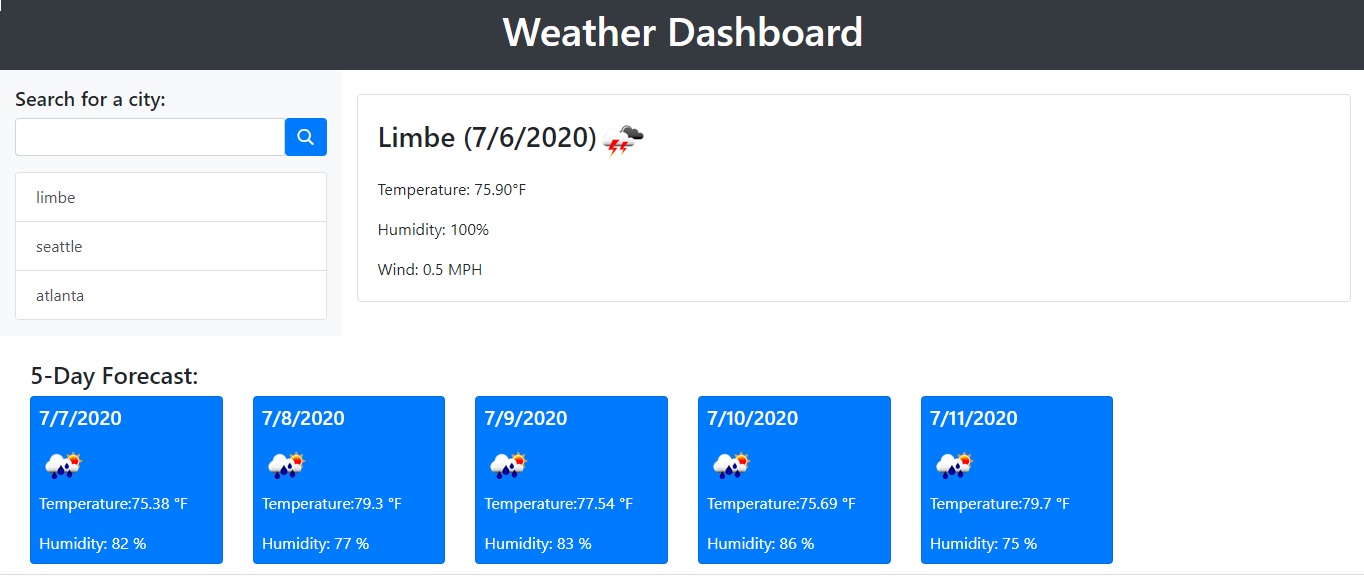 Weather Dashboard
Search for a city:
limbe
seattle
atlanta
Limbe (7/6/2020)
Temperature: 75.90°F
Humidity: 100%
Wind: 0.5 MPH
5-Day Forecast:
7/7/2020
Temperature:75.38 °F
Humidity: 82 %
7/8/2020
Temperature:79.3 °F
Humidity: 77 %
7/9/2020
Temperature:77.54 °F
Humidity: 83 %
7/10/2020
Temperature:75.69 °F
Humidity: 86 %
7/11/2020
Temperature:79.7 °F
Humidity: 75 %